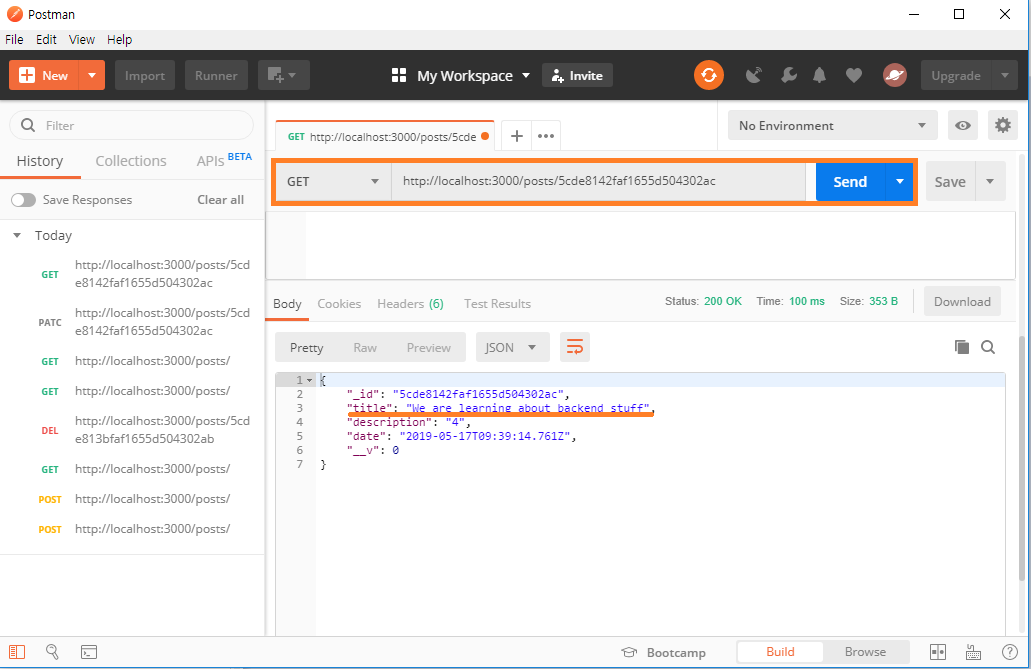 Postman
File Edit View Help
New Import Runner My Workspace Invite Upgrade
Filter
History Collections APIs BETA
Save Responses Clear all
Today
GET http://localhost:3000/posts/5cd
e8142faf1655d504302ac
PATC http://localhost:3000/posts/5cd
e8142faf1655d504302ac
GET http://localhost:3000/posts/
GET http://localhost:3000/posts/
DEL http://localhost:3000/posts/5cd
e813bfaf1655d504302ab
GET http://localhost:3000/posts/
POST http://localhost:3000/posts/
POST http://localhost:3000/posts/
GET http://localhost:3000/posts/5cde
No Environment
GET http://localhost:3000/posts/5cde8142faf1655d504302ac Send Save
Body Cookies Headers (6) Test Results Status: 200 OK Time: 100 ms Size: 353 B Download
Pretty Raw Preview JSON
1 {
2 "_id": "5cde8142faf1655d504302ac",
3 "title": "We are learning about backend stuff",
4 "description": "4",
5 "date": "2019-05-17T09:39:14.761Z",
6 "__v": 0
7 }
Bootcamp Build Browse